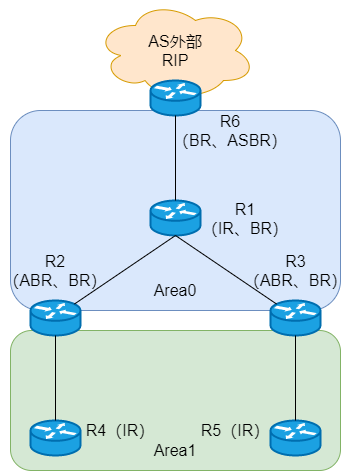 AS外部
RIP
R6
(BR、ASBR)
R1
(IR、BR)
R2
(ABR、BR)
R3
(ABR、BR)
Area0
R4（IR）
R5（IR）
Area1